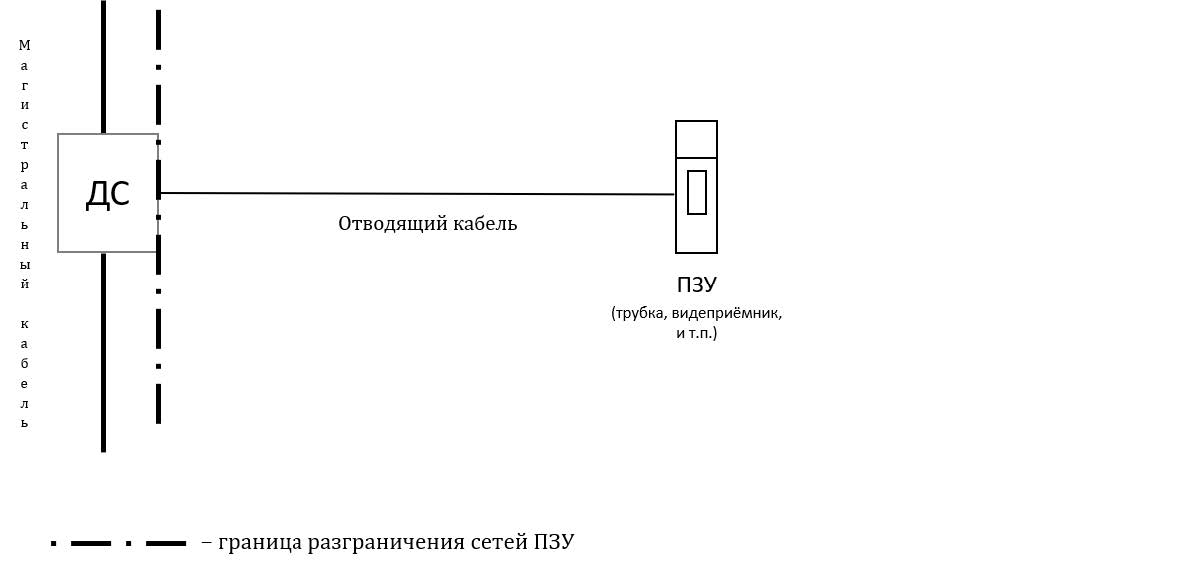 Магистральный кабель
ДС
Отводящий кабель
ПЗУ
(трубка, видеприёмник,
и т.п.)
– граница разграничения сетей ПЗУ